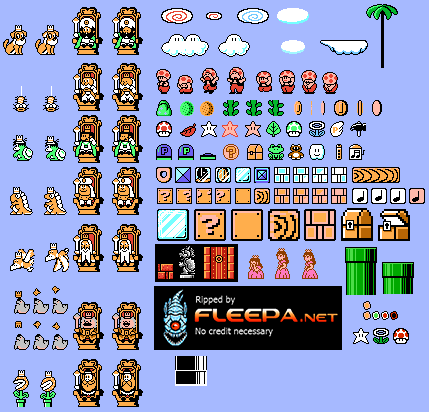 P P
? ?
? ?
?
Ripped by
FLEEPA.NET
No credit necessary